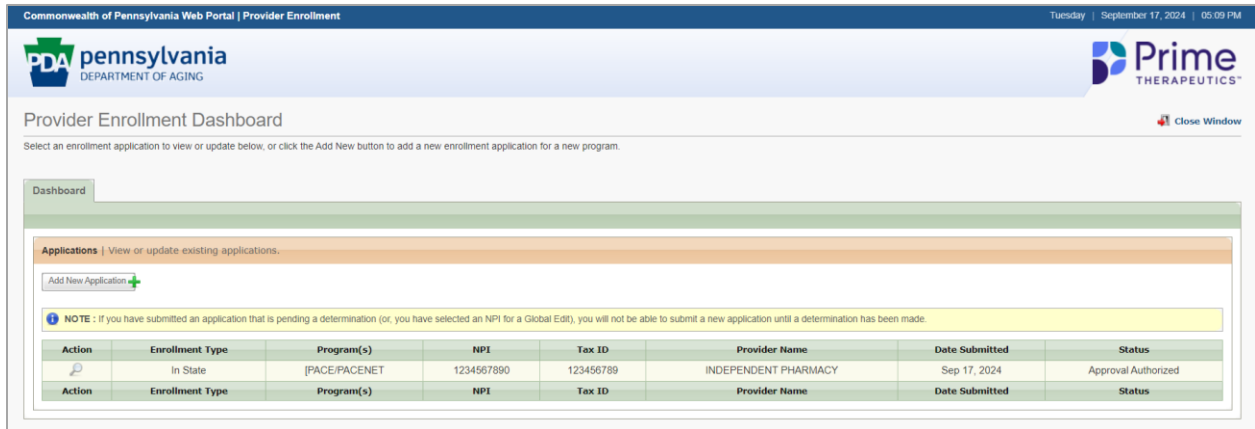 Commonwealth of Pennsylvania Web Portal | Provider Enrollment Tuesday | September 17, 2024 | 05:09 PM
PDA pennsylvania
DEPARTMENT OF AGING
Prime
THERAPEUTICS™
Provider Enrollment Dashboard Close Window
Select an enrollment application to view or update below, or click the Add New button to add a new enrollment application for a new program.
Dashboard
Applications | View or update existing applications.
Add New Application
NOTE : If you have submitted an application that is pending a determination (or, you have selected an NPI for a Global Edit), you will not be able to submit a new application until a determination has been made.
Action Enrollment Type Program(s) NPI Tax ID Provider Name Date Submitted Status
In State [PACE/PACENET 1234567890 123456789 INDEPENDENT PHARMACY Sep 17, 2024 Approval Authorized
Action Enrollment Type Program(s) NPI Tax ID Provider Name Date Submitted Status